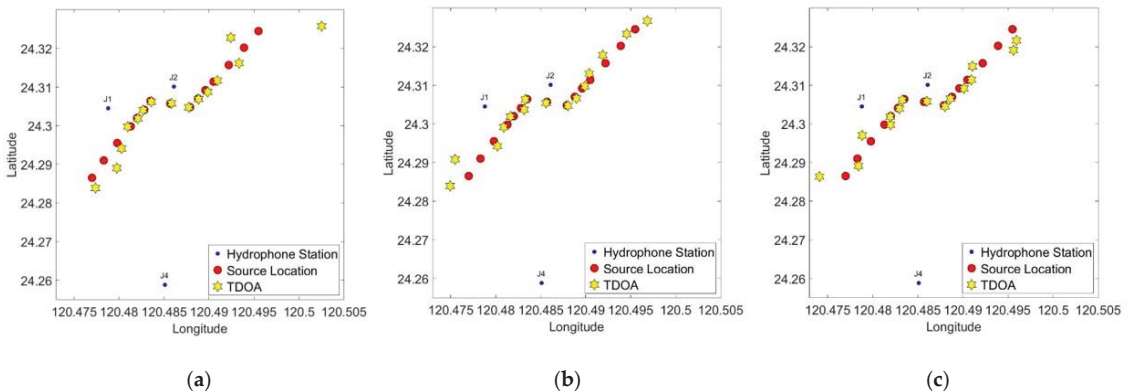 24.32
24.31
24.3
24.29
24.28
24.27
24.26
Latitude
J1
J2
J4
Hydrophone Station
Source Location
TDOA
120.475 120.48 120.485 120.49 120.495 120.5 120.505
Longitude
(a)
24.32
24.31
24.3
24.29
24.28
24.27
24.26
Latitude
J1
J2
J4
Hydrophone Station
Source Location
TDOA
120.475 120.48 120.485 120.49 120.495 120.5 120.505
Longitude
(b)
24.32
24.31
24.3
24.29
24.28
24.27
24.26
Latitude
J1
J2
J4
Hydrophone Station
Source Location
TDOA
120.475 120.48 120.485 120.49 120.495 120.5 120.505
Longitude
(c)